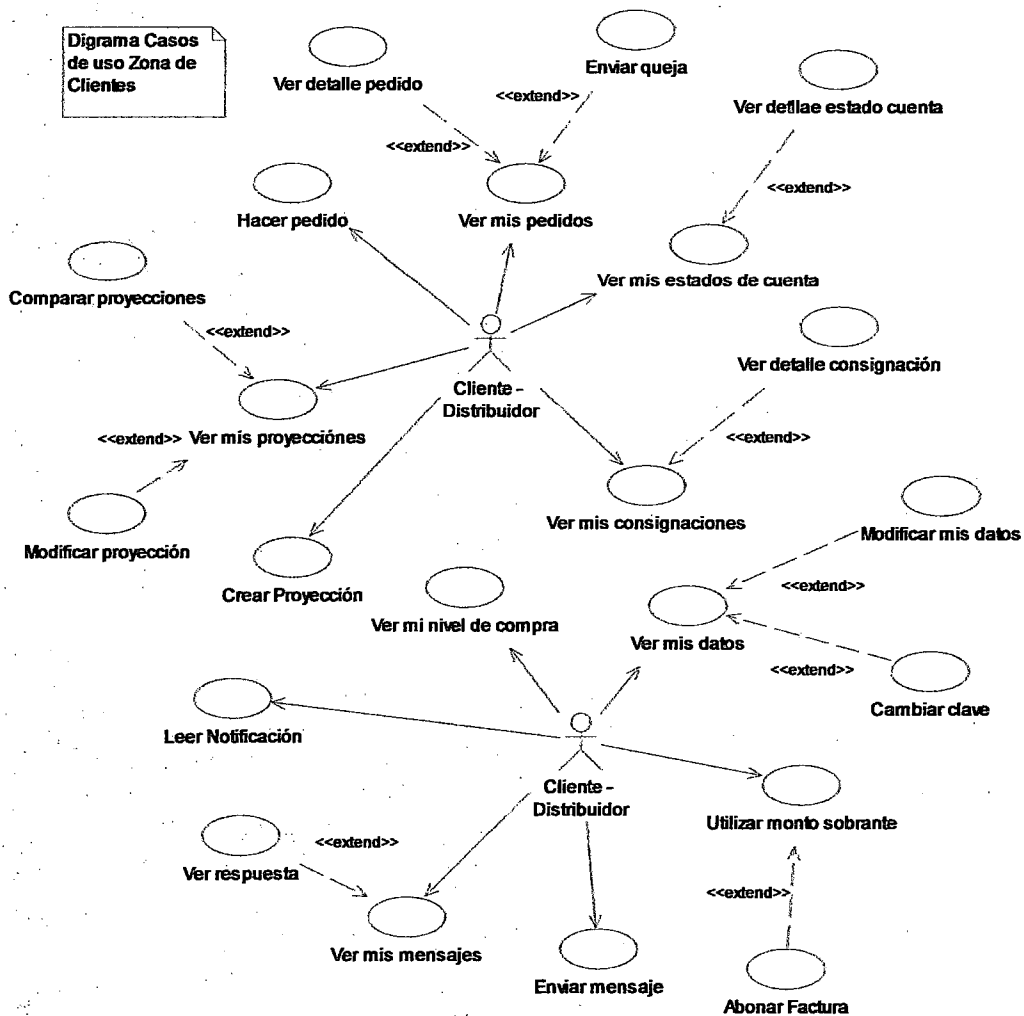 Digrama Casos
de uso Zona de
Clientes
Ver detalle pedido
Enviar queja
Ver detllae estado cuenta
<<extend>>
<<extend>>
<<extend>>
Hacer pedido
Ver mis pedidos
Ver mis estados de cuenta
Comparar proyecciones
<<extend>>
Ver detalle consignación
Cliente -
Distribuidor
<<extend>>
Ver mis proyecciónes
<<extend>>
Ver mis consignaciones
Modificar proyección
Modificar mis datos
Crear Proyección
<<extend>>
Ver mi nivel de compra
Ver mis datos
<<extend>>
Cambiar clave
Leer Notificación
Cliente -
Distribuidor
Utilizar monto sobrante
<<extend>>
Ver respuesta
<<extend>>
Ver mis mensajes
Enviar mensaje
Abonar Factura